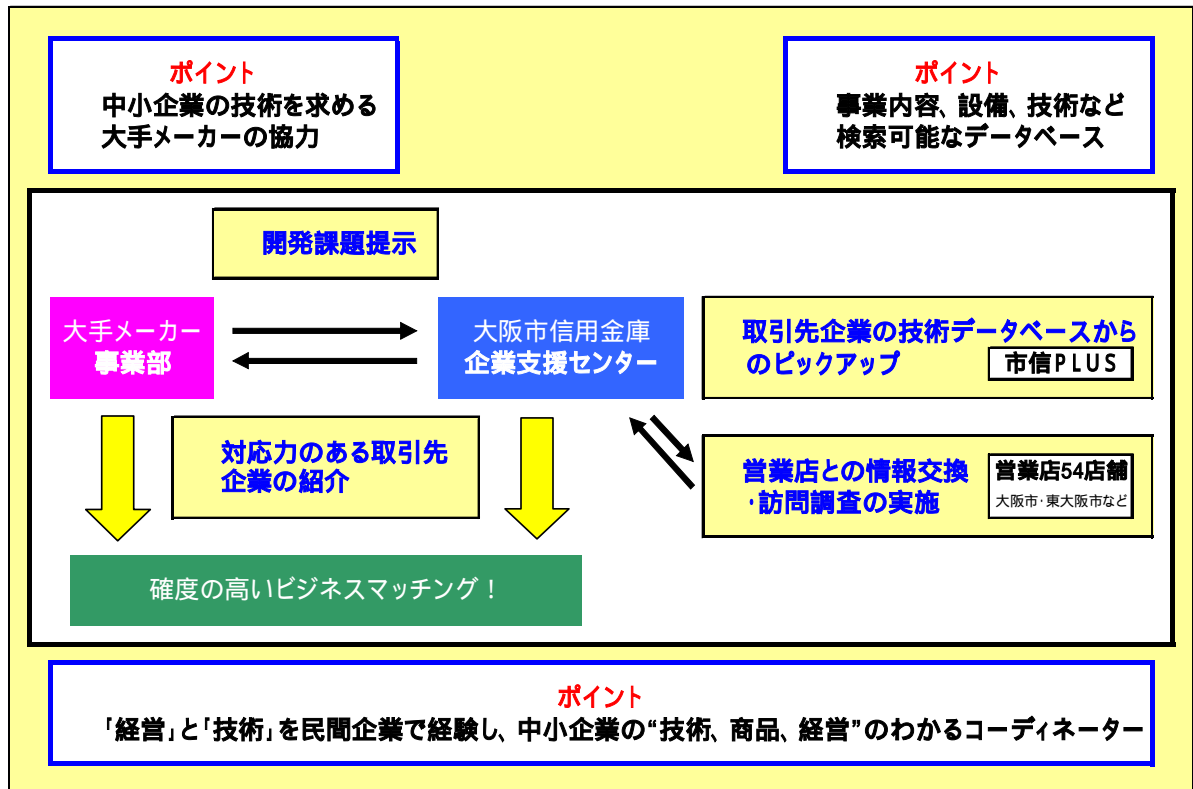 ポイント
中小企業の技術を求める
大手メーカーの協力
ポイント
事業内容、設備、技術など
検索可能なデータベース
開発課題提示
大手メーカー
事業部
大阪市信用金庫
企業支援センター
取引先企業の技術データベースから
のピックアップ
市信PLUS
対応力のある取引先
企業の紹介
営業店との情報交換
・訪問調査の実施
営業店54店舗
大阪市・東大阪市など
確度の高いビジネスマッチング！
ポイント
「経営」と「技術」を民間企業で経験し、中小企業の“技術、商品、経営”のわかるコーディネーター